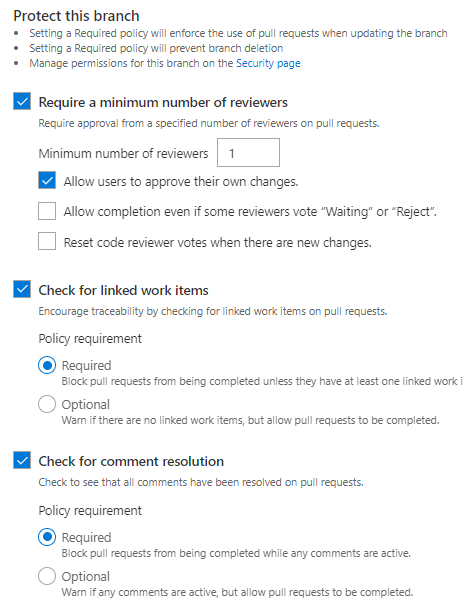 Protect this branch
• Setting a Required policy will enforce the use of pull requests when updating the branch
• Setting a Required policy will prevent branch deletion
• Manage permissions for this branch on the Security page
Require a minimum number of reviewers
Require approval from a specified number of reviewers on pull requests.
Minimum number of reviewers 1
Allow users to approve their own changes.
Allow completion even if some reviewers vote "Waiting" or "Reject".
Reset code reviewer votes when there are new changes.
Check for linked work items
Encourage traceability by checking for linked work items on pull requests.
Policy requirement
Required
Block pull requests from being completed unless they have at least one linked work i
Optional
Warn if there are no linked work items, but allow pull requests to be completed.
Check for comment resolution
Check to see that all comments have been resolved on pull requests.
Policy requirement
Required
Block pull requests from being completed while any comments are active.
Optional
Warn if any comments are active, but allow pull requests to be completed.